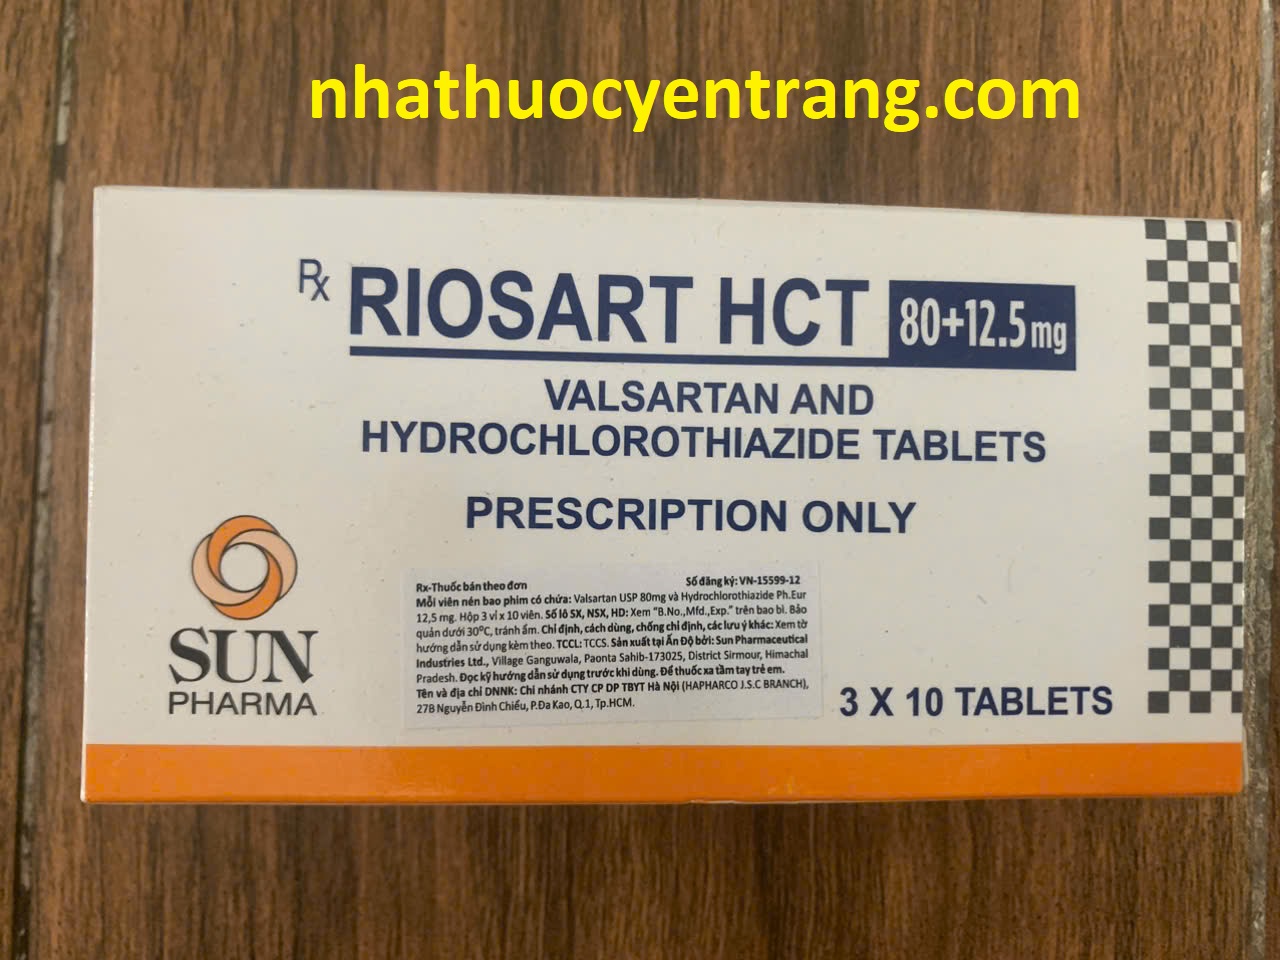 nhathuocyentrang.com
Rx RIOSART HCT 80+12.5 mg
VALSARTAN AND
HYDROCHLOROTHIAZIDE TABLETS
PRESCRIPTION ONLY
SUN
PHARMA
Rx-Thuốc bán theo đơn Số đăng ký: VN-15599-12
Mỗi viên nén bao phim có chứa: Valsartan USP 80mg và Hydrochlorothiazide Ph.Eur
12,5 mg. Hộp 3 vỉ x 10 viên. Số lô SX, NSX, HD: Xem "B.No.,Mfd.,Exp." trên bao bì. Bảo
quản dưới 30°C, tránh ẩm. Chỉ định, cách dùng, chống chỉ định, các lưu ý khác: Xem tờ
hướng dẫn sử dụng kèm theo. TCCL: TCCS. Sản xuất tại Ấn Độ bởi: Sun Pharmaceutical
Industries Ltd., Village Ganguwala, Paonta Sahib-173025, District Sirmour, Himachal
Pradesh. Đọc kỹ hướng dẫn sử dụng trước khi dùng. Để thuốc xa tầm tay trẻ em.
Tên và địa chỉ DNNK: Chi nhánh CTY CP DP TBYT Hà Nội (HAPHARCO J.S.C BRANCH),
27B Nguyễn Đình Chiểu, P.Đa Kao, Q.1, Tp.HCM.
3 X 10 TABLETS